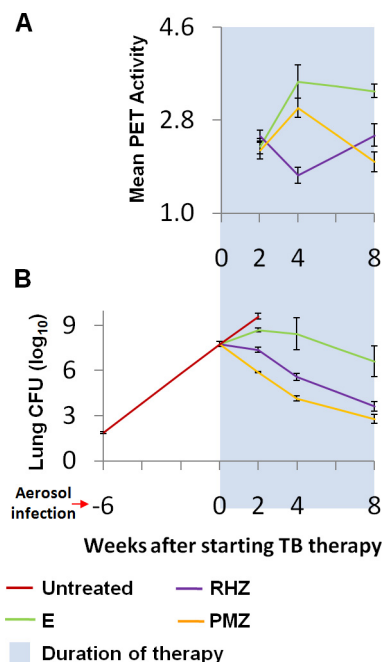 A
Mean PET Activity
4.6
2.8
1.0
0 2 4 8
B
Lung CFU (log10)
9
6
3
0
Aerosol
infection
-6 0 2 4 8
Weeks after starting TB therapy
Untreated RHZ
E PMZ
Duration of therapy